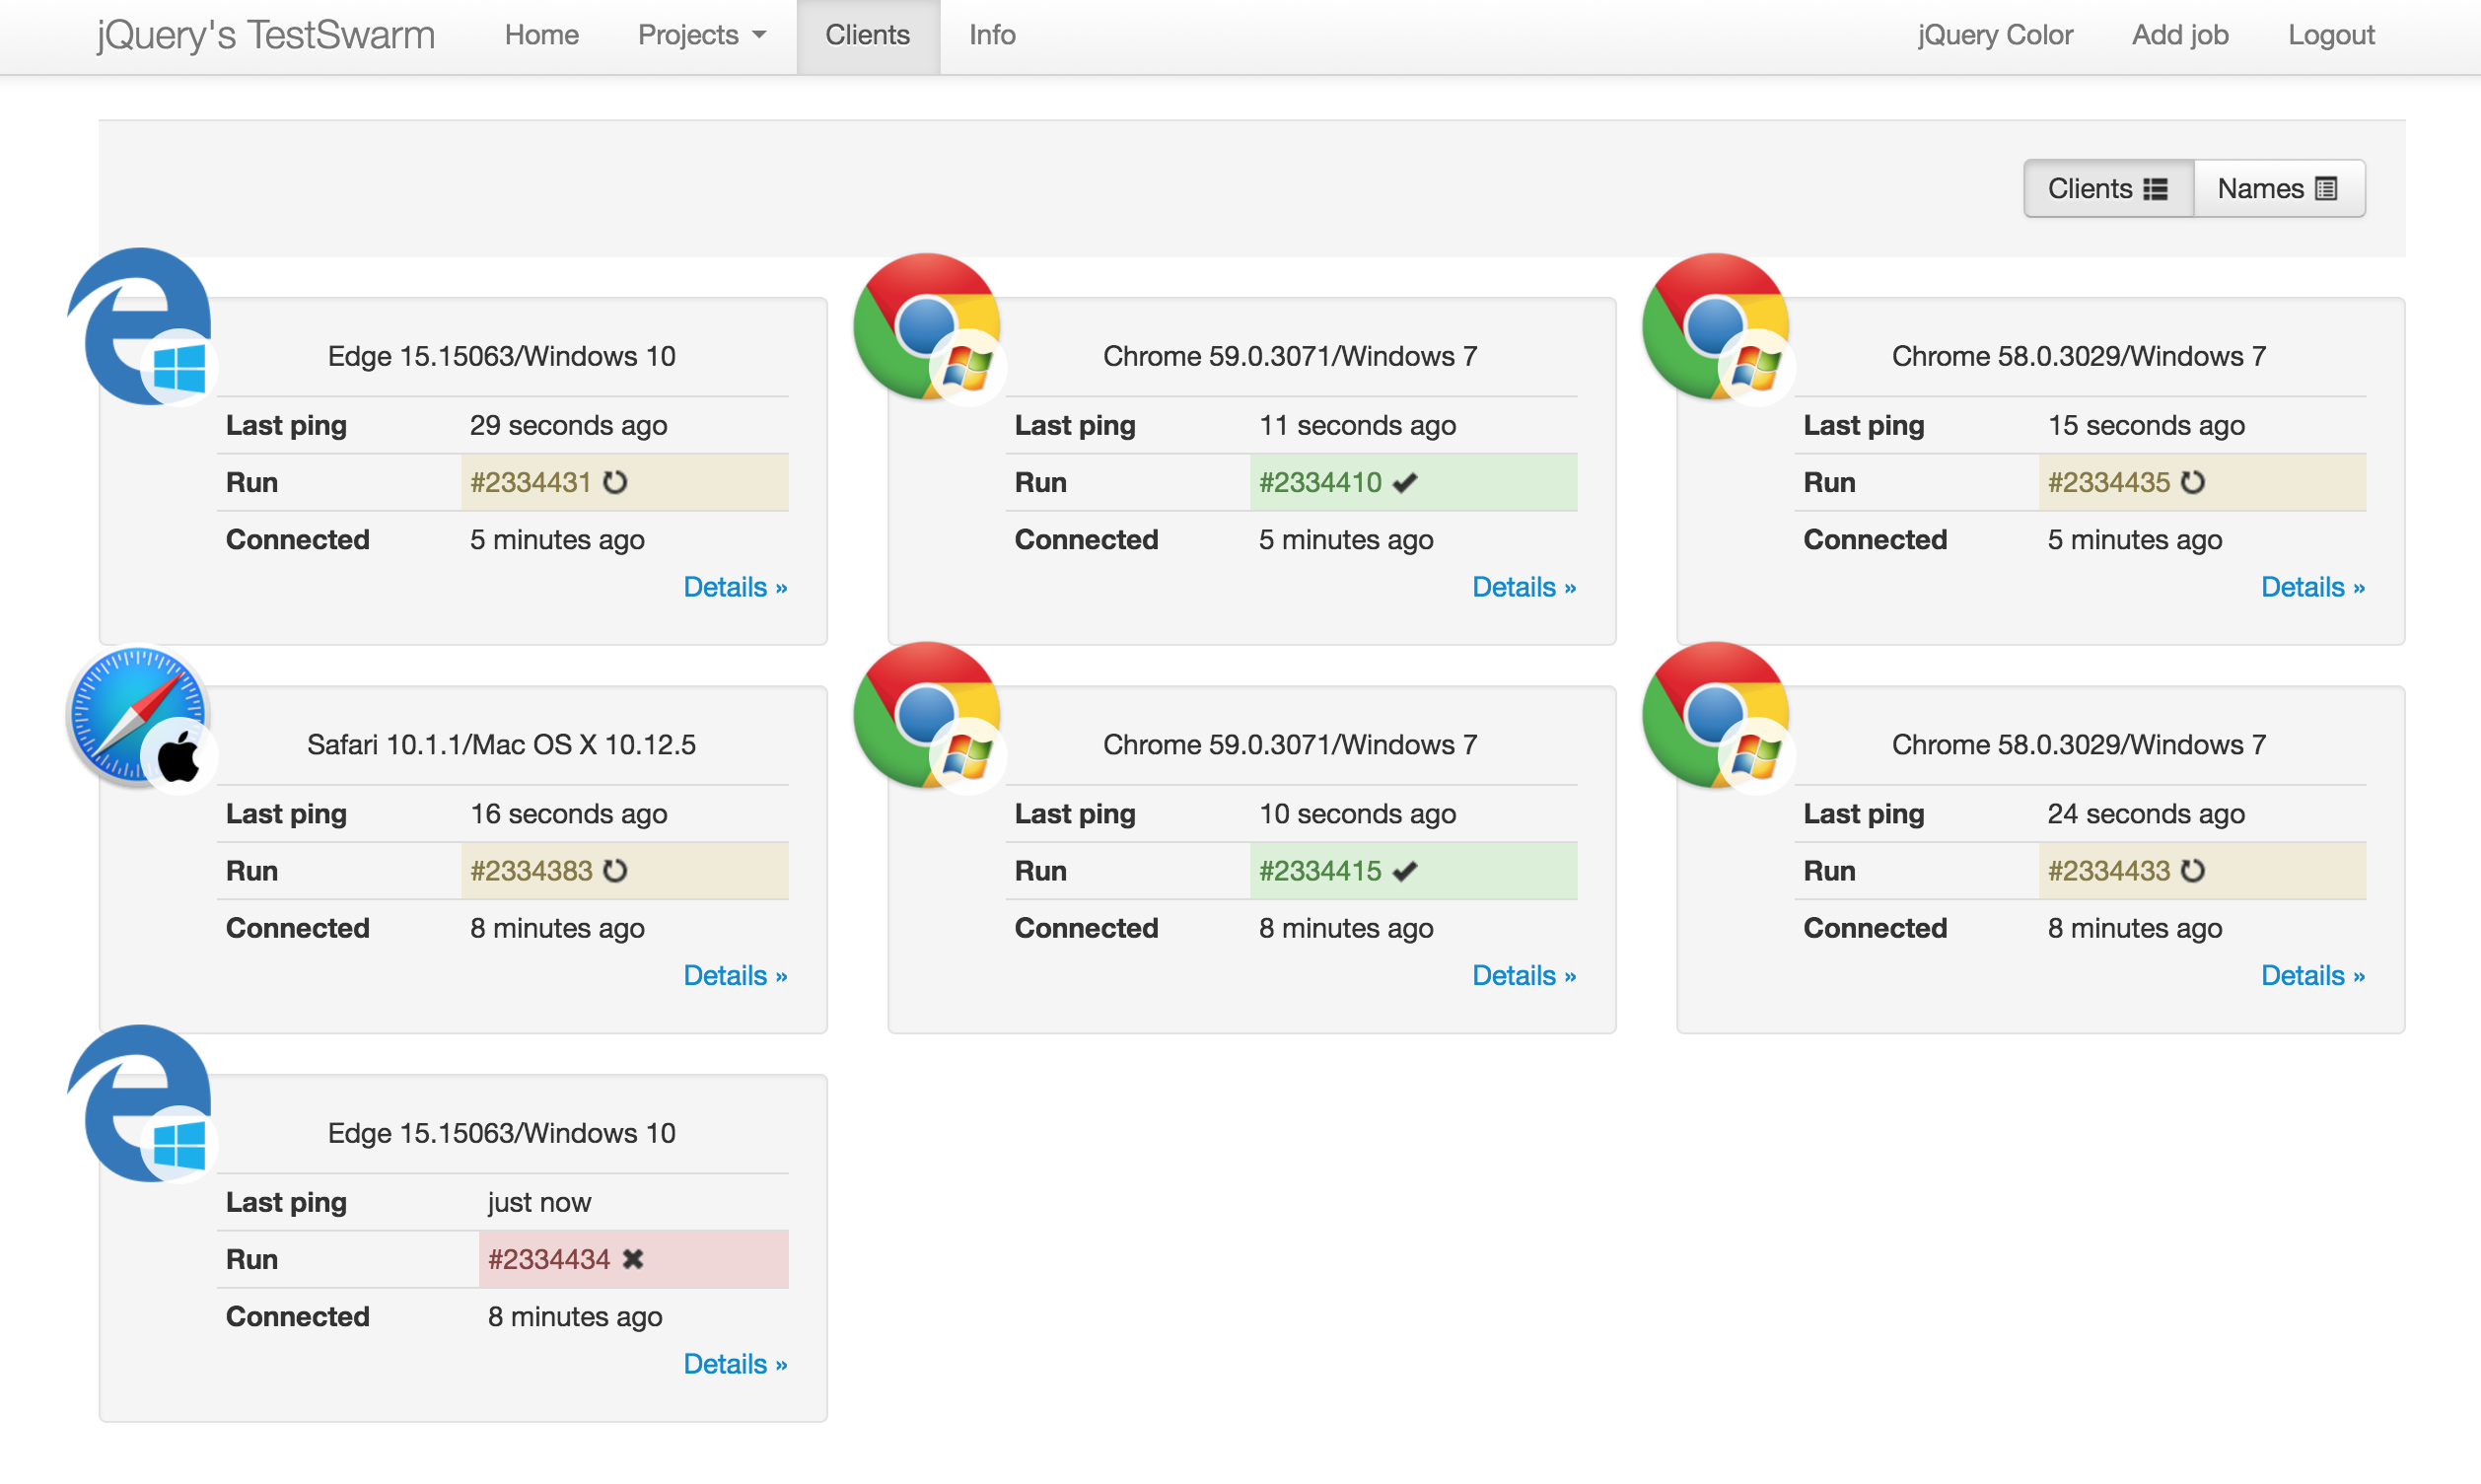 jQuery's TestSwarm Home Projects Clients Info jQuery Color Add job Logout
Clients Names
Edge 15.15063/Windows 10
Last ping 29 seconds ago
Run #2334431
Connected 5 minutes ago
Details »
Chrome 59.0.3071/Windows 7
Last ping 11 seconds ago
Run #2334410
Connected 5 minutes ago
Details »
Chrome 58.0.3029/Windows 7
Last ping 15 seconds ago
Run #2334435
Connected 5 minutes ago
Details »
Safari 10.1.1/Mac OS X 10.12.5
Last ping 16 seconds ago
Run #2334383
Connected 8 minutes ago
Details »
Chrome 59.0.3071/Windows 7
Last ping 10 seconds ago
Run #2334415
Connected 8 minutes ago
Details »
Chrome 58.0.3029/Windows 7
Last ping 24 seconds ago
Run #2334433
Connected 8 minutes ago
Details »
Edge 15.15063/Windows 10
Last ping just now
Run #2334434
Connected 8 minutes ago
Details »